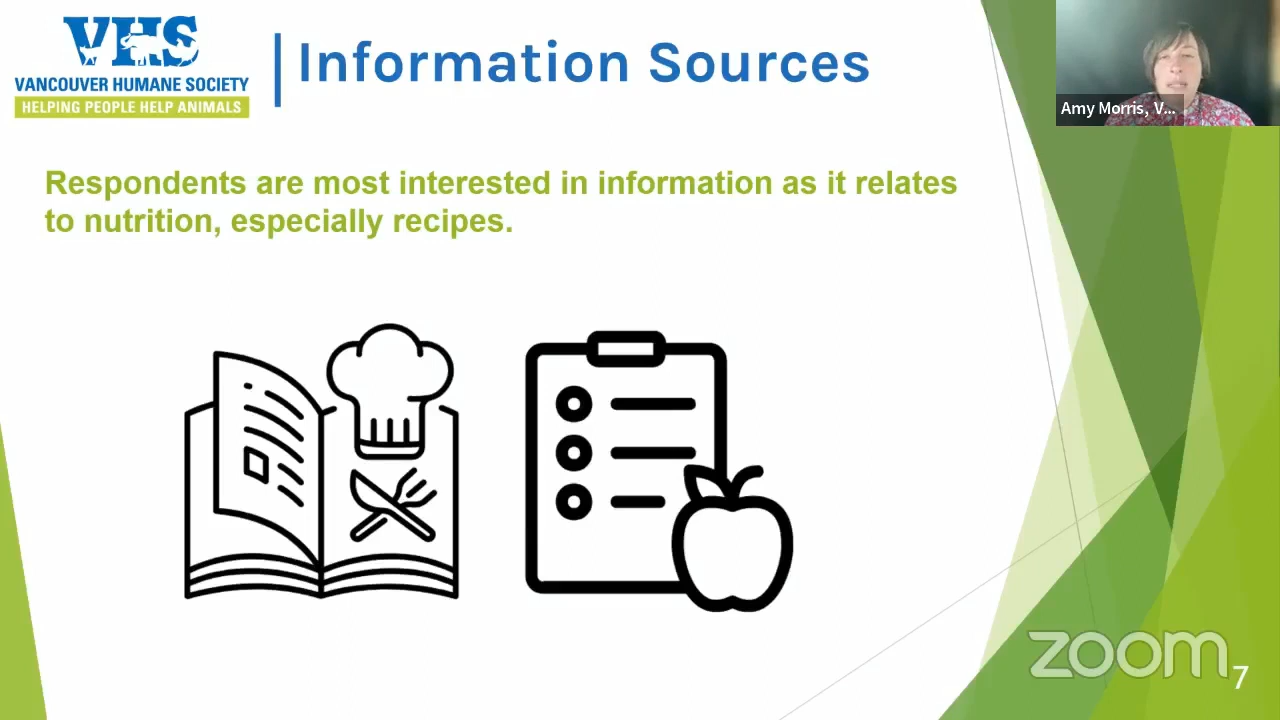 VHS
VANCOUVER HUMANE SOCIETY
HELPING PEOPLE HELP ANIMALS
Information Sources
Amy Morris, V...
Respondents are most interested in information as it relates
to nutrition, especially recipes.
zoom
7